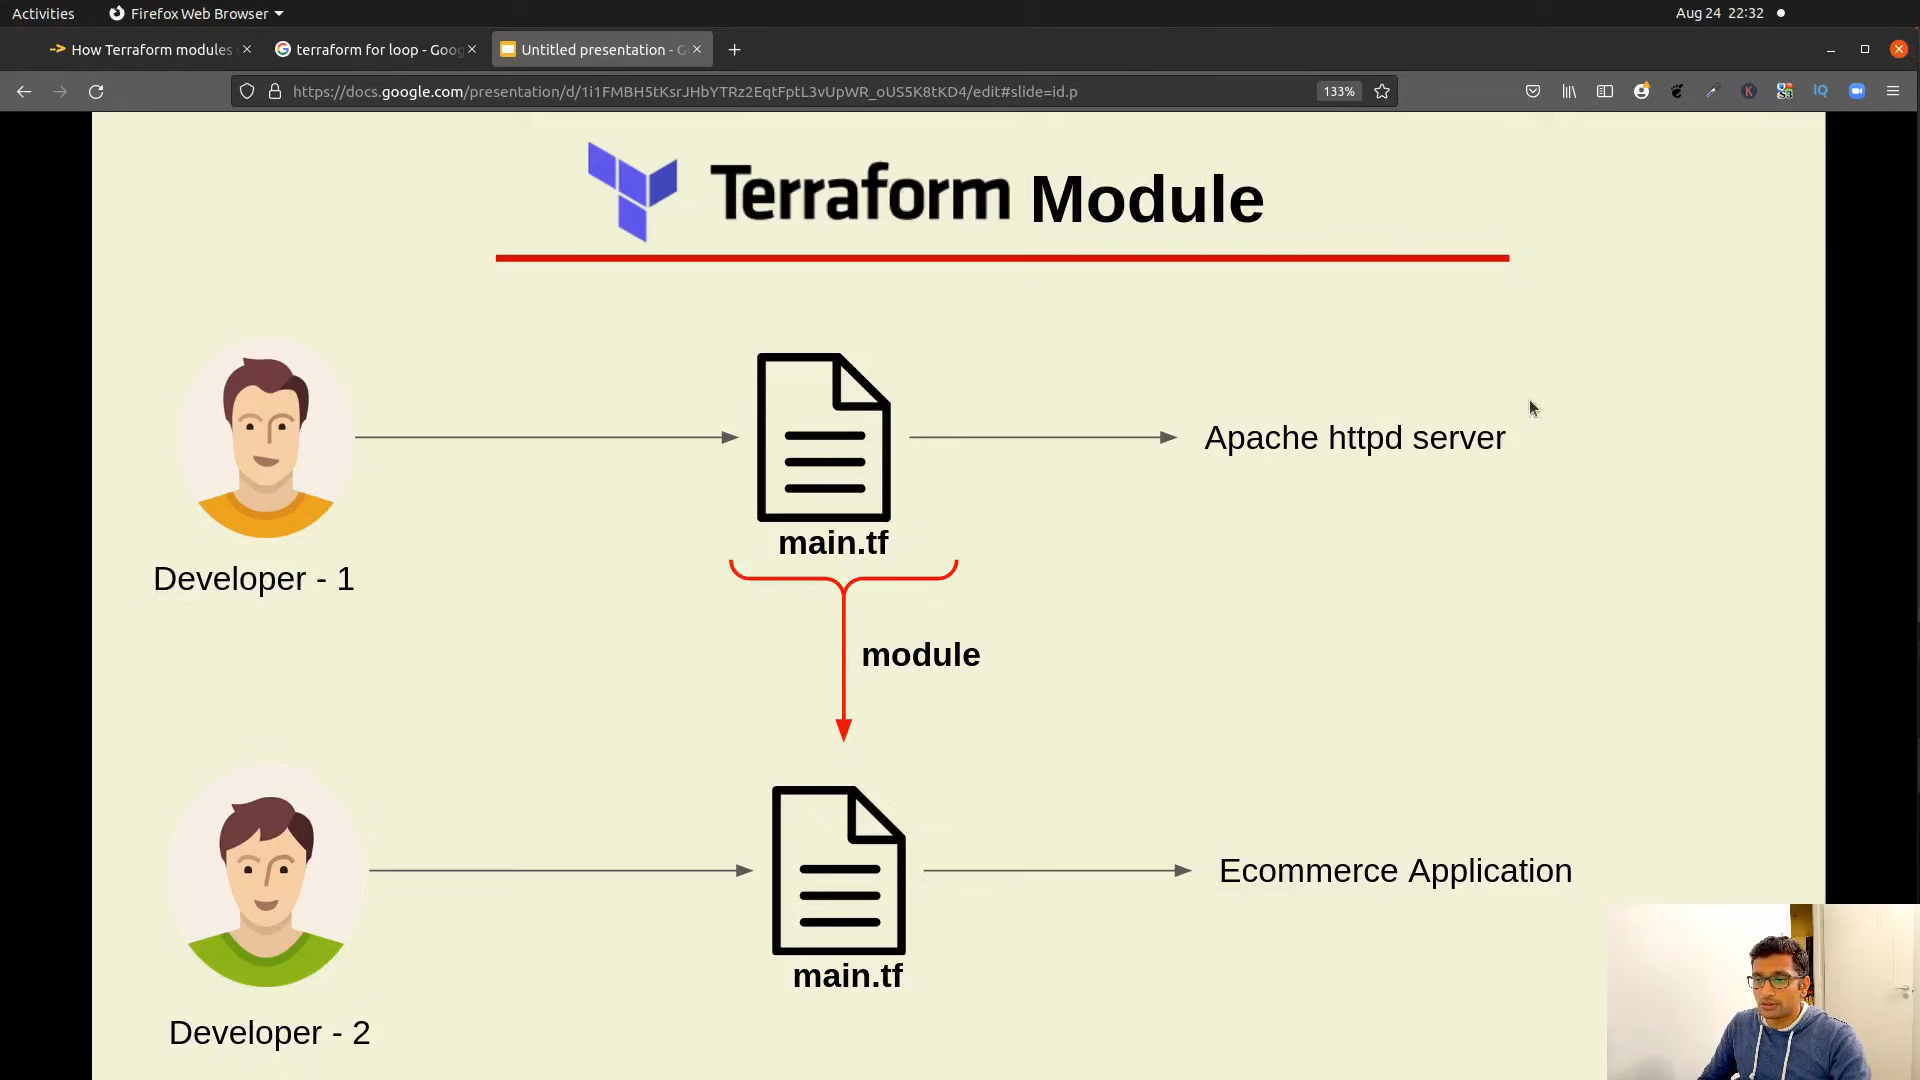 Activities
Firefox Web Browser
Aug 24 22:32
How Terraform modules
terraform for loop - Goog
Untitled presentation - G
https://docs.google.com/presentation/d/1i1FMBH5tKsrJHbYTRz2EqtFptL3vUpWR_oUS5K8tKD4/edit#slide=id.p
133%
IQ
Terraform Module
Apache httpd server
main.tf
Developer - 1
module
Ecommerce Application
main.tf
Developer - 2